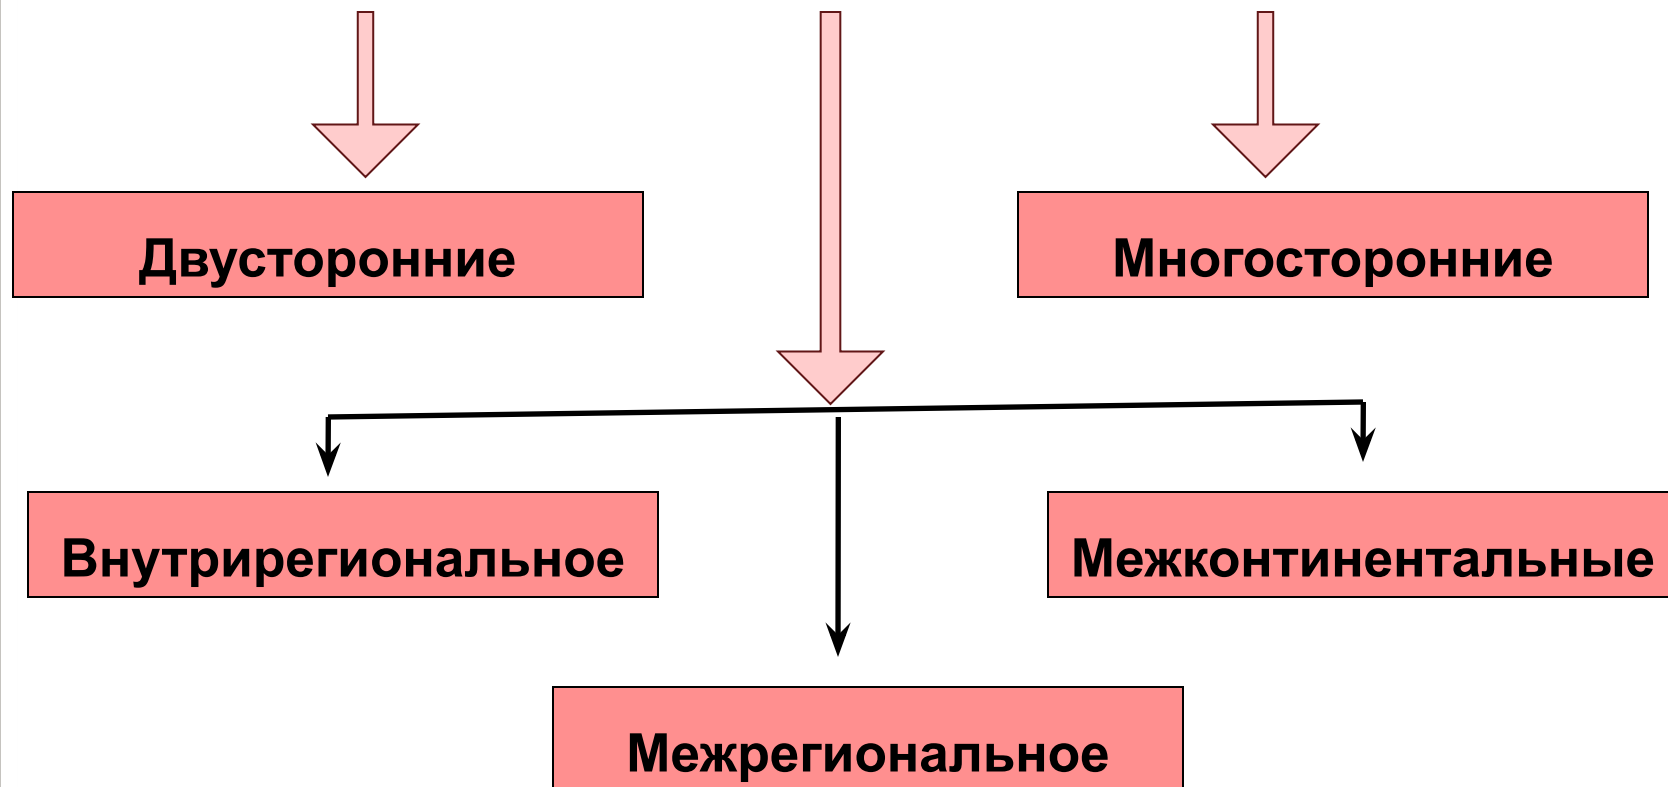 Двусторонние
Многосторонние
Внутрирегиональное
Межконтинентальные
Межрегиональное